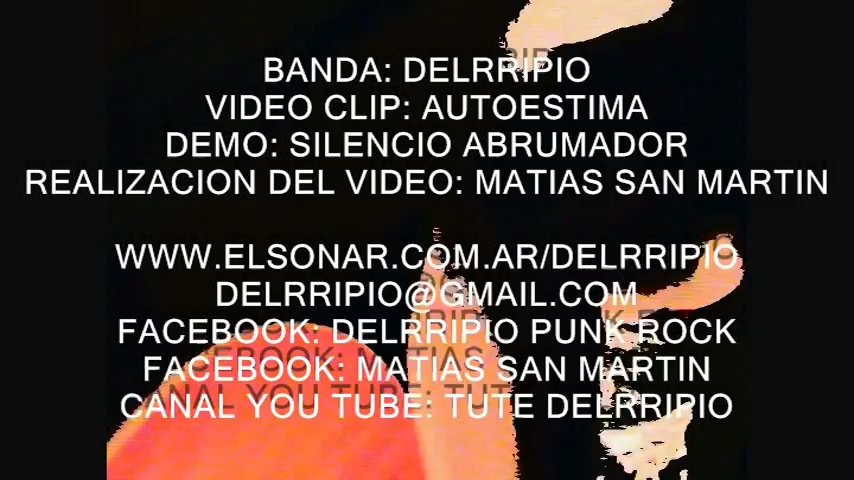 BANDA: DELRRIPIO
VIDEO CLIP: AUTOESTIMA
DEMO: SILENCIO ABRUMADOR
REALIZACION DEL VIDEO: MATIAS SAN MARTIN
WWW.ELSONAR.COM.AR/DELRRIPIO
DELRRIPIO@GMAIL.COM
FACEBOOK: DELRRIPIO PUNK ROCK
FACEBOOK: MATIAS SAN MARTIN
CANAL YOU TUBE: TUTE DELRRIPIO